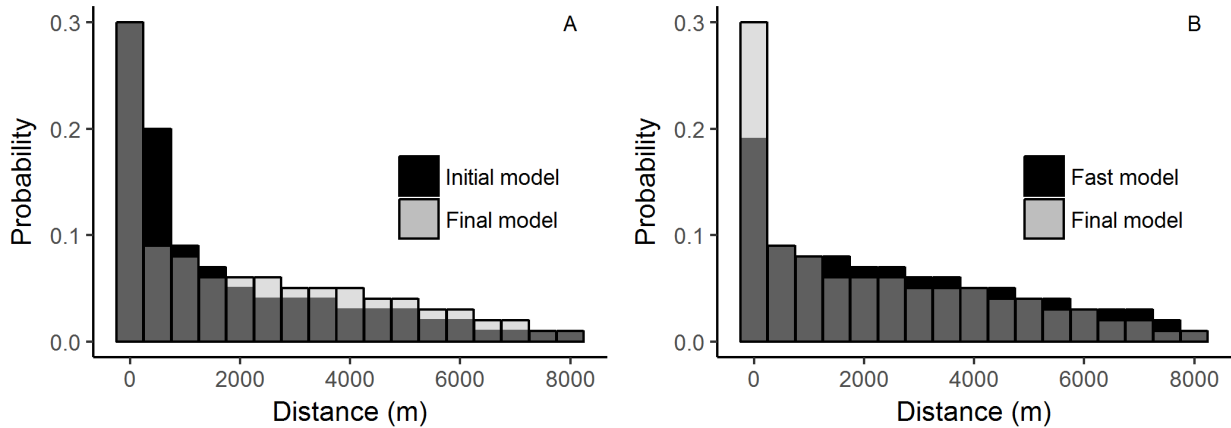 A
0.3
0.2
0.1
0.0
Probability
Initial model
Final model
0
2000
4000
6000
8000
Distance (m)
B
0.3
0.2
0.1
0.0
Probability
Fast model
Final model
0
2000
4000
6000
8000
Distance (m)